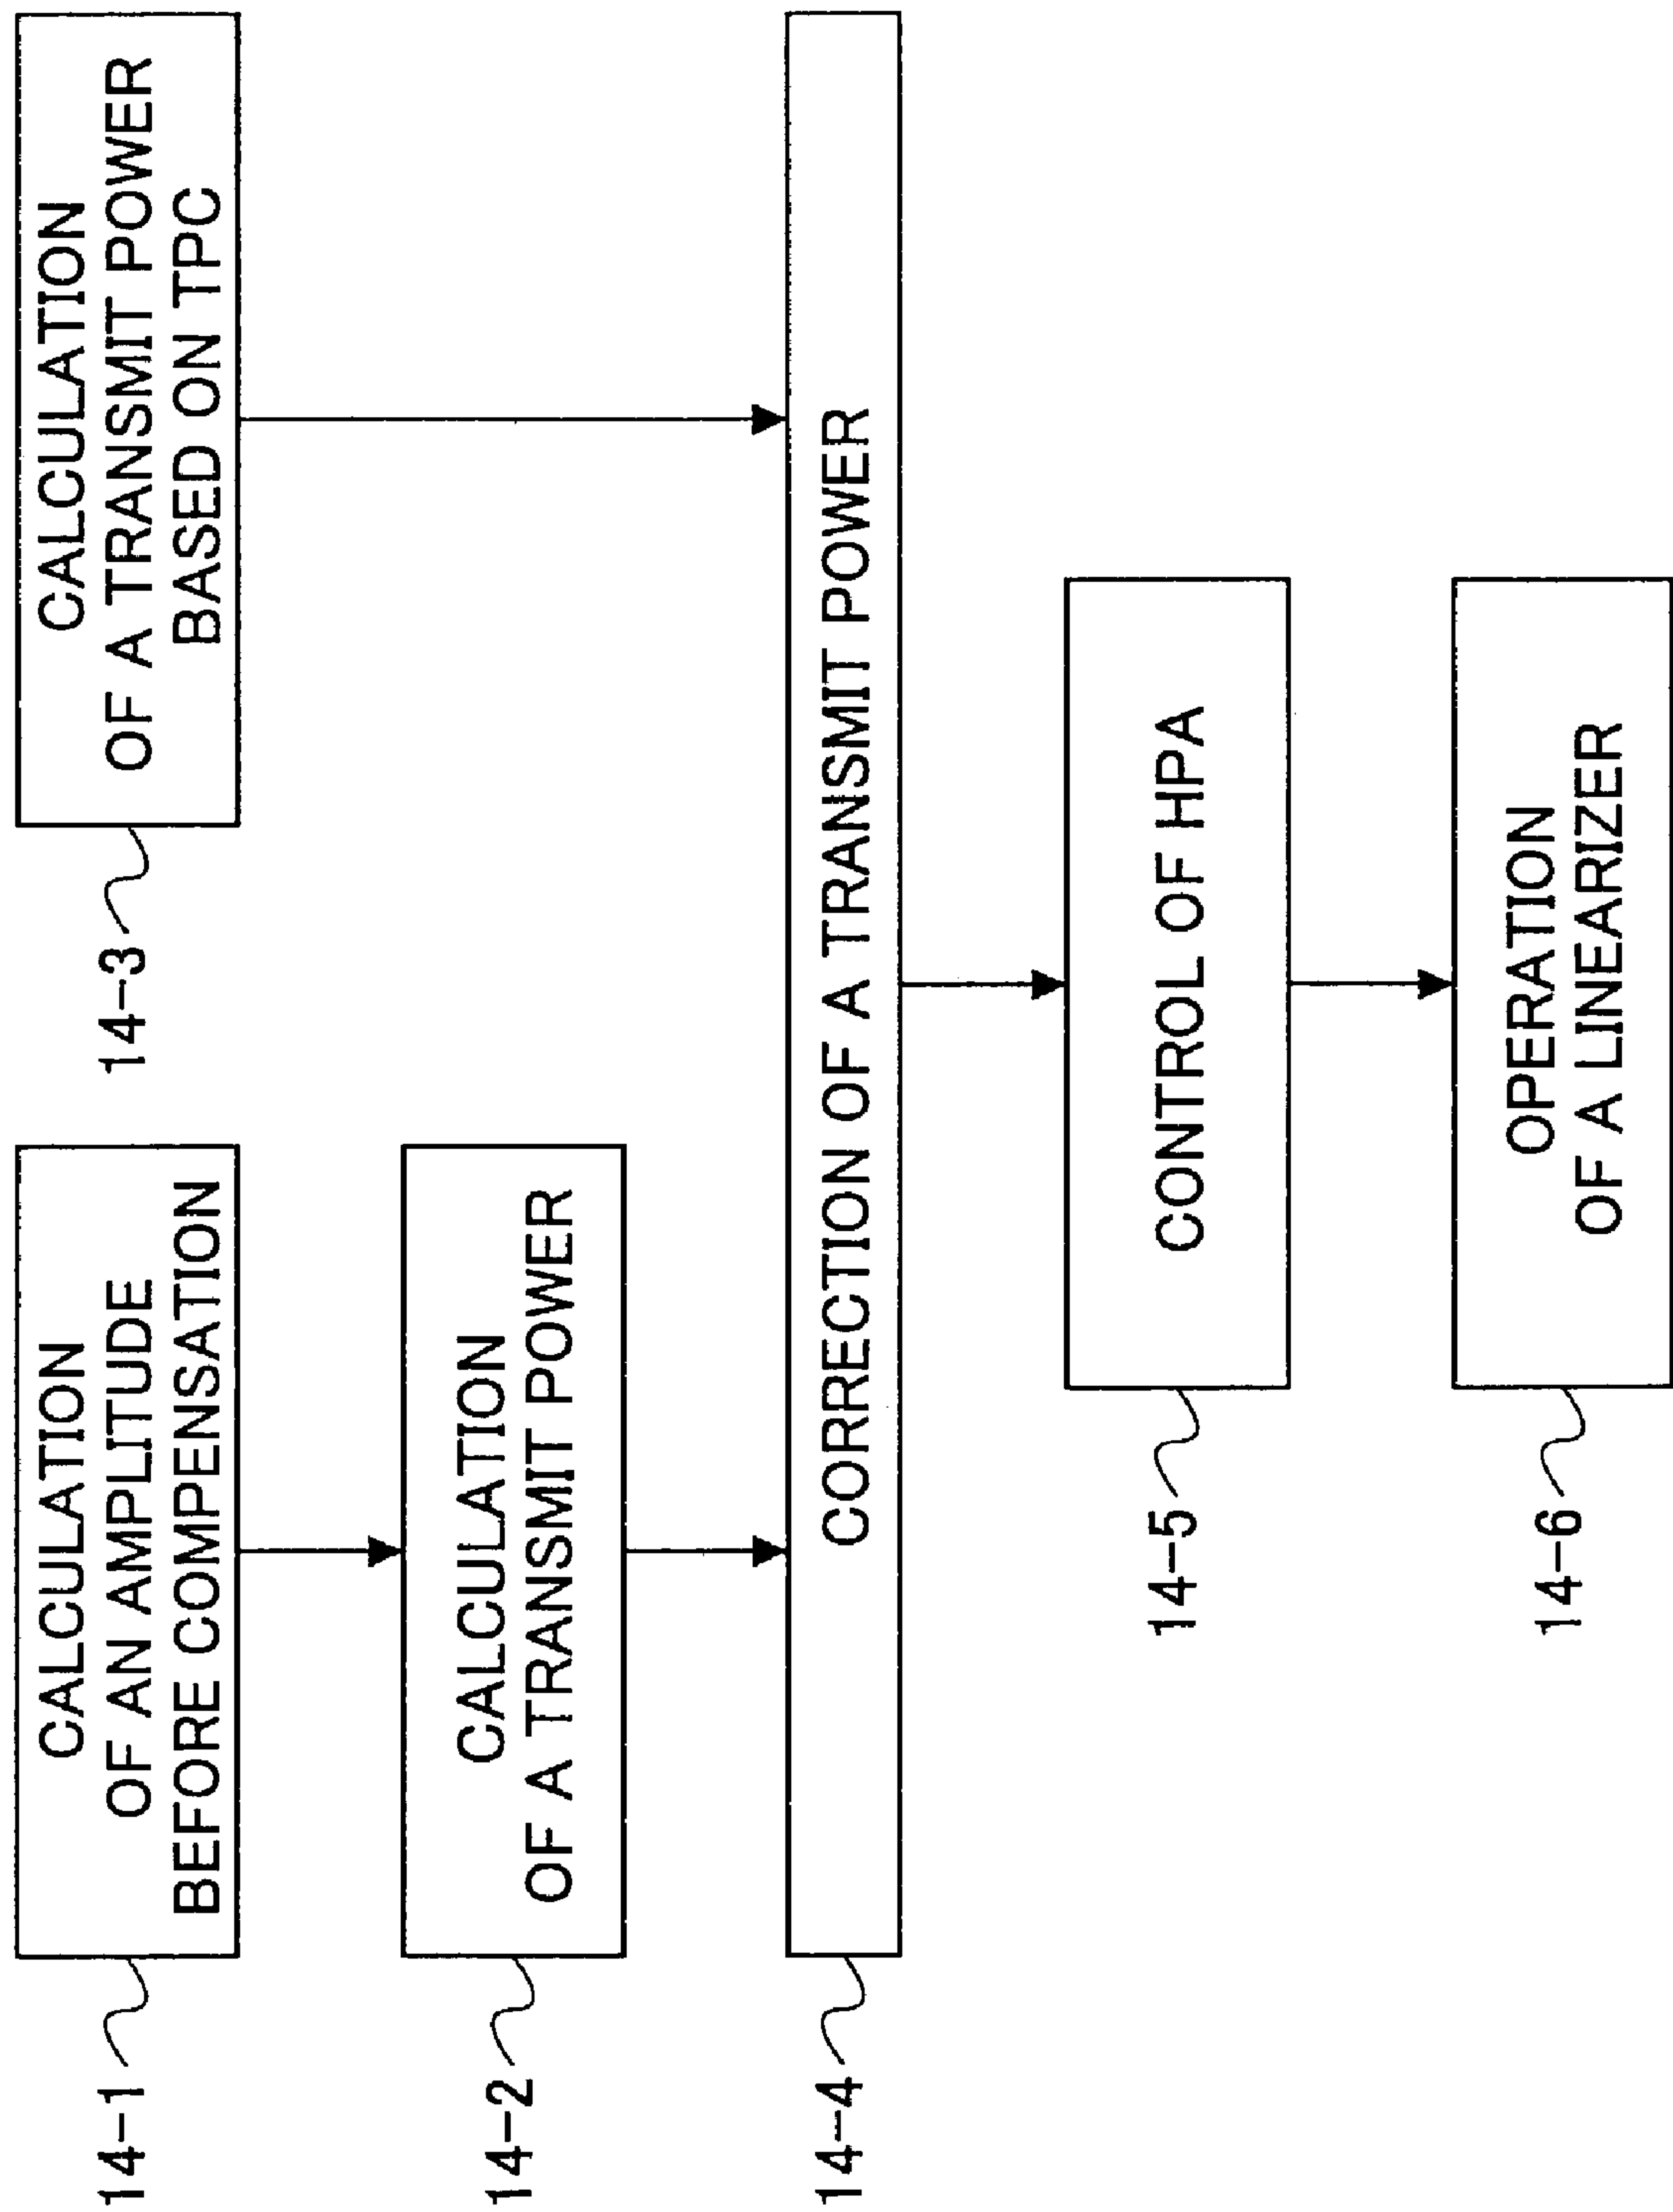 14-1
CALCULATION
OF AN AMPLITUDE
BEFORE COMPENSATION
14-3
CALCULATION
OF A TRANSMIT POWER
BASED ON TPC
14-2
CALCULATION
OF A TRANSMIT POWER
14-4
CORRECTION OF A TRANSMIT POWER
14-5
CONTROL OF HPA
14-6
OPERATION
OF A LINEARIZER